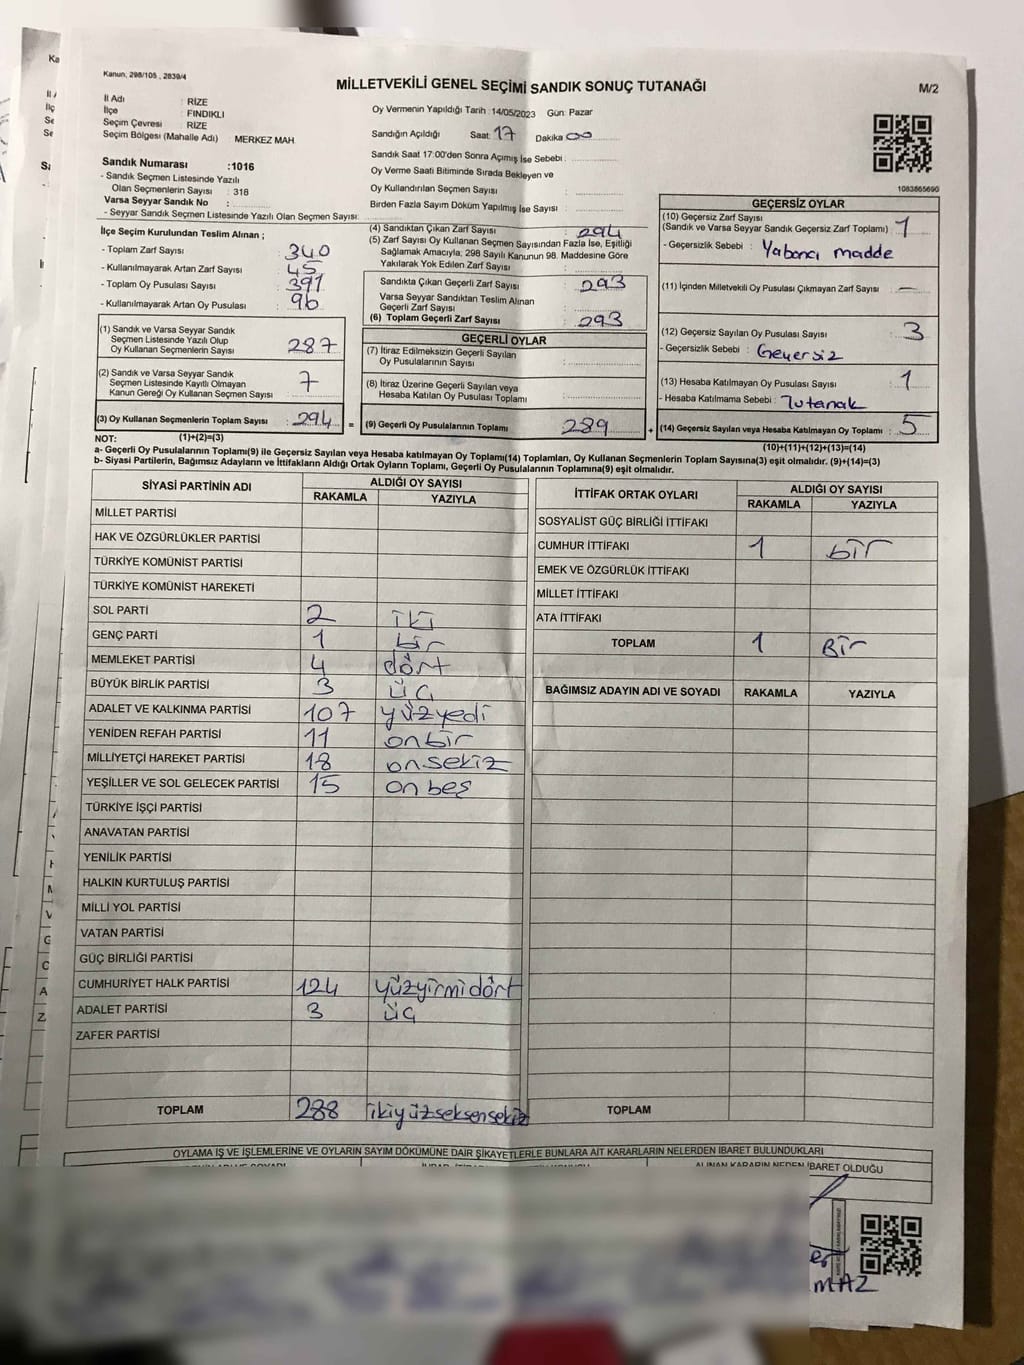 Kanun, 298/105 , 2839/4
MİLLETVEKİLİ GENEL SEÇİMİ SANDIK SONUÇ TUTANAĞI
M/2
İl Adı : RİZE
İlçe : FINDIKLI
Seçim Çevresi : RİZE
Seçim Bölgesi (Mahalle Adı) : MERKEZ MAH.
Oy Vermenin Yapıldığı Tarih : 14/05/2023 Gün: Pazar
Sandığın Açıldığı Saat: 17 Dakika 00
Sandık Saat 17:00'den Sonra Açımış İse Sebebi :
Oy Verme Saati Bitiminde Sırada Bekleyen ve
Oy Kullandırılan Seçmen Sayısı :
Birden Fazla Sayım Döküm Yapılmış İse Sayısı :
1083865690
Sandık Numarası :1016
- Sandık Seçmen Listesinde Yazılı
Olan Seçmenlerin Sayısı : 316
Varsa Seyyar Sandık No :
- Seyyar Sandık Seçmen Listesinde Yazılı Olan Seçmen Sayısı:
İlçe Seçim Kurulundan Teslim Alınan ;
- Toplam Zarf Sayısı : 340
- Kullanılmayarak Artan Zarf Sayısı : 45
- Toplam Oy Pusulası Sayısı : 391
- Kullanılmayarak Artan Oy Pusulası : 96
(1) Sandık ve Varsa Seyyar Sandık
Seçmen Listesinde Yazılı Olup
Oy Kullanan Seçmenlerin Sayısı : 287
(2) Sandık ve Varsa Seyyar Sandık
Seçmen Listesinde Kayıtlı Olmayan
Kanun Gereği Oy Kullanan Seçmen Sayısı : 7
(3) Oy Kullanan Seçmenlerin Toplam Sayısı : 294
(4) Sandıktan Çıkan Zarf Sayısı : 294
(5) Zarf Sayısı Oy Kullanan Seçmen Sayısından Fazla İse, Eşitliği
Sağlamak Amacıyla, 298 Sayılı Kanunun 98. Maddesine Göre
Yakılarak Yok Edilen Zarf Sayısı :
Sandıkta Çıkan Geçerli Zarf Sayısı : 293
Varsa Seyyar Sandıktan Teslim Alınan
Geçerli Zarf Sayısı :
(6) Toplam Geçerli Zarf Sayısı : 293
GEÇERLİ OYLAR
(7) İtiraz Edilmeksizin Geçerli Sayılan
Oy Pusulalarının Sayısı :
(8) İtiraz Üzerine Geçerli Sayılan veya
Hesaba Katılan Oy Pusulası Toplamı :
= (9) Geçerli Oy Pusulalarının Toplamı : 289 +
GEÇERSİZ OYLAR
(10) Geçersiz Zarf Sayısı
(Sandık ve Varsa Seyyar Sandık Geçersiz Zarf Toplamı) : 1
- Geçersizlik Sebebi : Yabancı madde
(11) İçinden Milletvekili Oy Pusulası Çıkmayan Zarf Sayısı : —
(12) Geçersiz Sayılan Oy Pusulası Sayısı : 3
- Geçersizlik Sebebi : Geçersiz
(13) Hesaba Katılmayan Oy Pusulası Sayısı : 1
- Hesaba Katılmama Sebebi : Tutanak
(14) Geçersiz Sayılan veya Hesaba Katılmayan Oy Toplamı : 5
NOT: (1)+(2)=(3)
(10)+(11)+(12)+(13)=(14)
a- Geçerli Oy Pusulalarının Toplamı(9) ile Geçersiz Sayılan veya Hesaba katılmayan Oy Toplamı(14) Toplamları, Oy Kullanan Seçmenlerin Toplam Sayısına(3) eşit olmalıdır. (9)+(14)=(3)
b- Siyasi Partilerin, Bağımsız Adayların ve İttifakların Aldığı Ortak Oyların Toplamı, Geçerli Oy Pusulalarının Toplamına(9) eşit olmalıdır.
SİYASİ PARTİNİN ADI ALDIĞI OY SAYISI
RAKAMLA YAZIYLA
MİLLET PARTİSİ
HAK VE ÖZGÜRLÜKLER PARTİSİ
TÜRKİYE KOMÜNİST PARTİSİ
TÜRKİYE KOMÜNİST HAREKETİ
SOL PARTİ 2 iki
GENÇ PARTİ 1 bir
MEMLEKET PARTİSİ 4 dört
BÜYÜK BİRLİK PARTİSİ 3 üç
ADALET VE KALKINMA PARTİSİ 107 yüzyedi
YENİDEN REFAH PARTİSİ 11 onbir
MİLLİYETÇİ HAREKET PARTİSİ 18 onsekiz
YEŞİLLER VE SOL GELECEK PARTİSİ 15 on beş
TÜRKİYE İŞÇİ PARTİSİ
ANAVATAN PARTİSİ
YENİLİK PARTİSİ
HALKIN KURTULUŞ PARTİSİ
MİLLİ YOL PARTİSİ
VATAN PARTİSİ
GÜÇ BİRLİĞİ PARTİSİ
CUMHURİYET HALK PARTİSİ 124 yüzyirmidört
ADALET PARTİSİ 3 üç
ZAFER PARTİSİ
TOPLAM 288 ikiyüzseksensekiz
İTTİFAK ORTAK OYLARI ALDIĞI OY SAYISI
RAKAMLA YAZIYLA
SOSYALİST GÜÇ BİRLİĞİ İTTİFAKI
CUMHUR İTTİFAKI 1 bir
EMEK VE ÖZGÜRLÜK İTTİFAKI
MİLLET İTTİFAKI
ATA İTTİFAKI
TOPLAM 1 Bir
BAĞIMSIZ ADAYIN ADI VE SOYADI RAKAMLA YAZIYLA
TOPLAM
OYLAMA İŞ VE İŞLEMLERİNE VE OYLARIN SAYIM DÖKÜMÜNE DAİR ŞİKAYETLERLE BUNLARA AİT KARARLARIN NELERDEN İBARET BULUNDUKLARI
ALINAN KARARIN NEDEN İBARET OLDUĞU